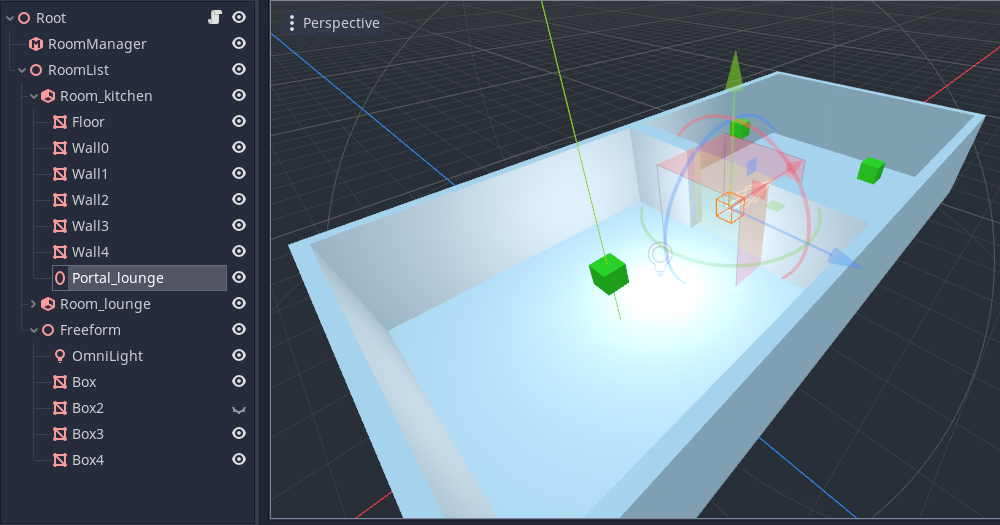 Root
RoomManager
RoomList
Room_kitchen
Floor
Wall0
Wall1
Wall2
Wall3
Wall4
Portal_lounge
Room_lounge
Freeform
OmniLight
Box
Box2
Box3
Box4
Perspective